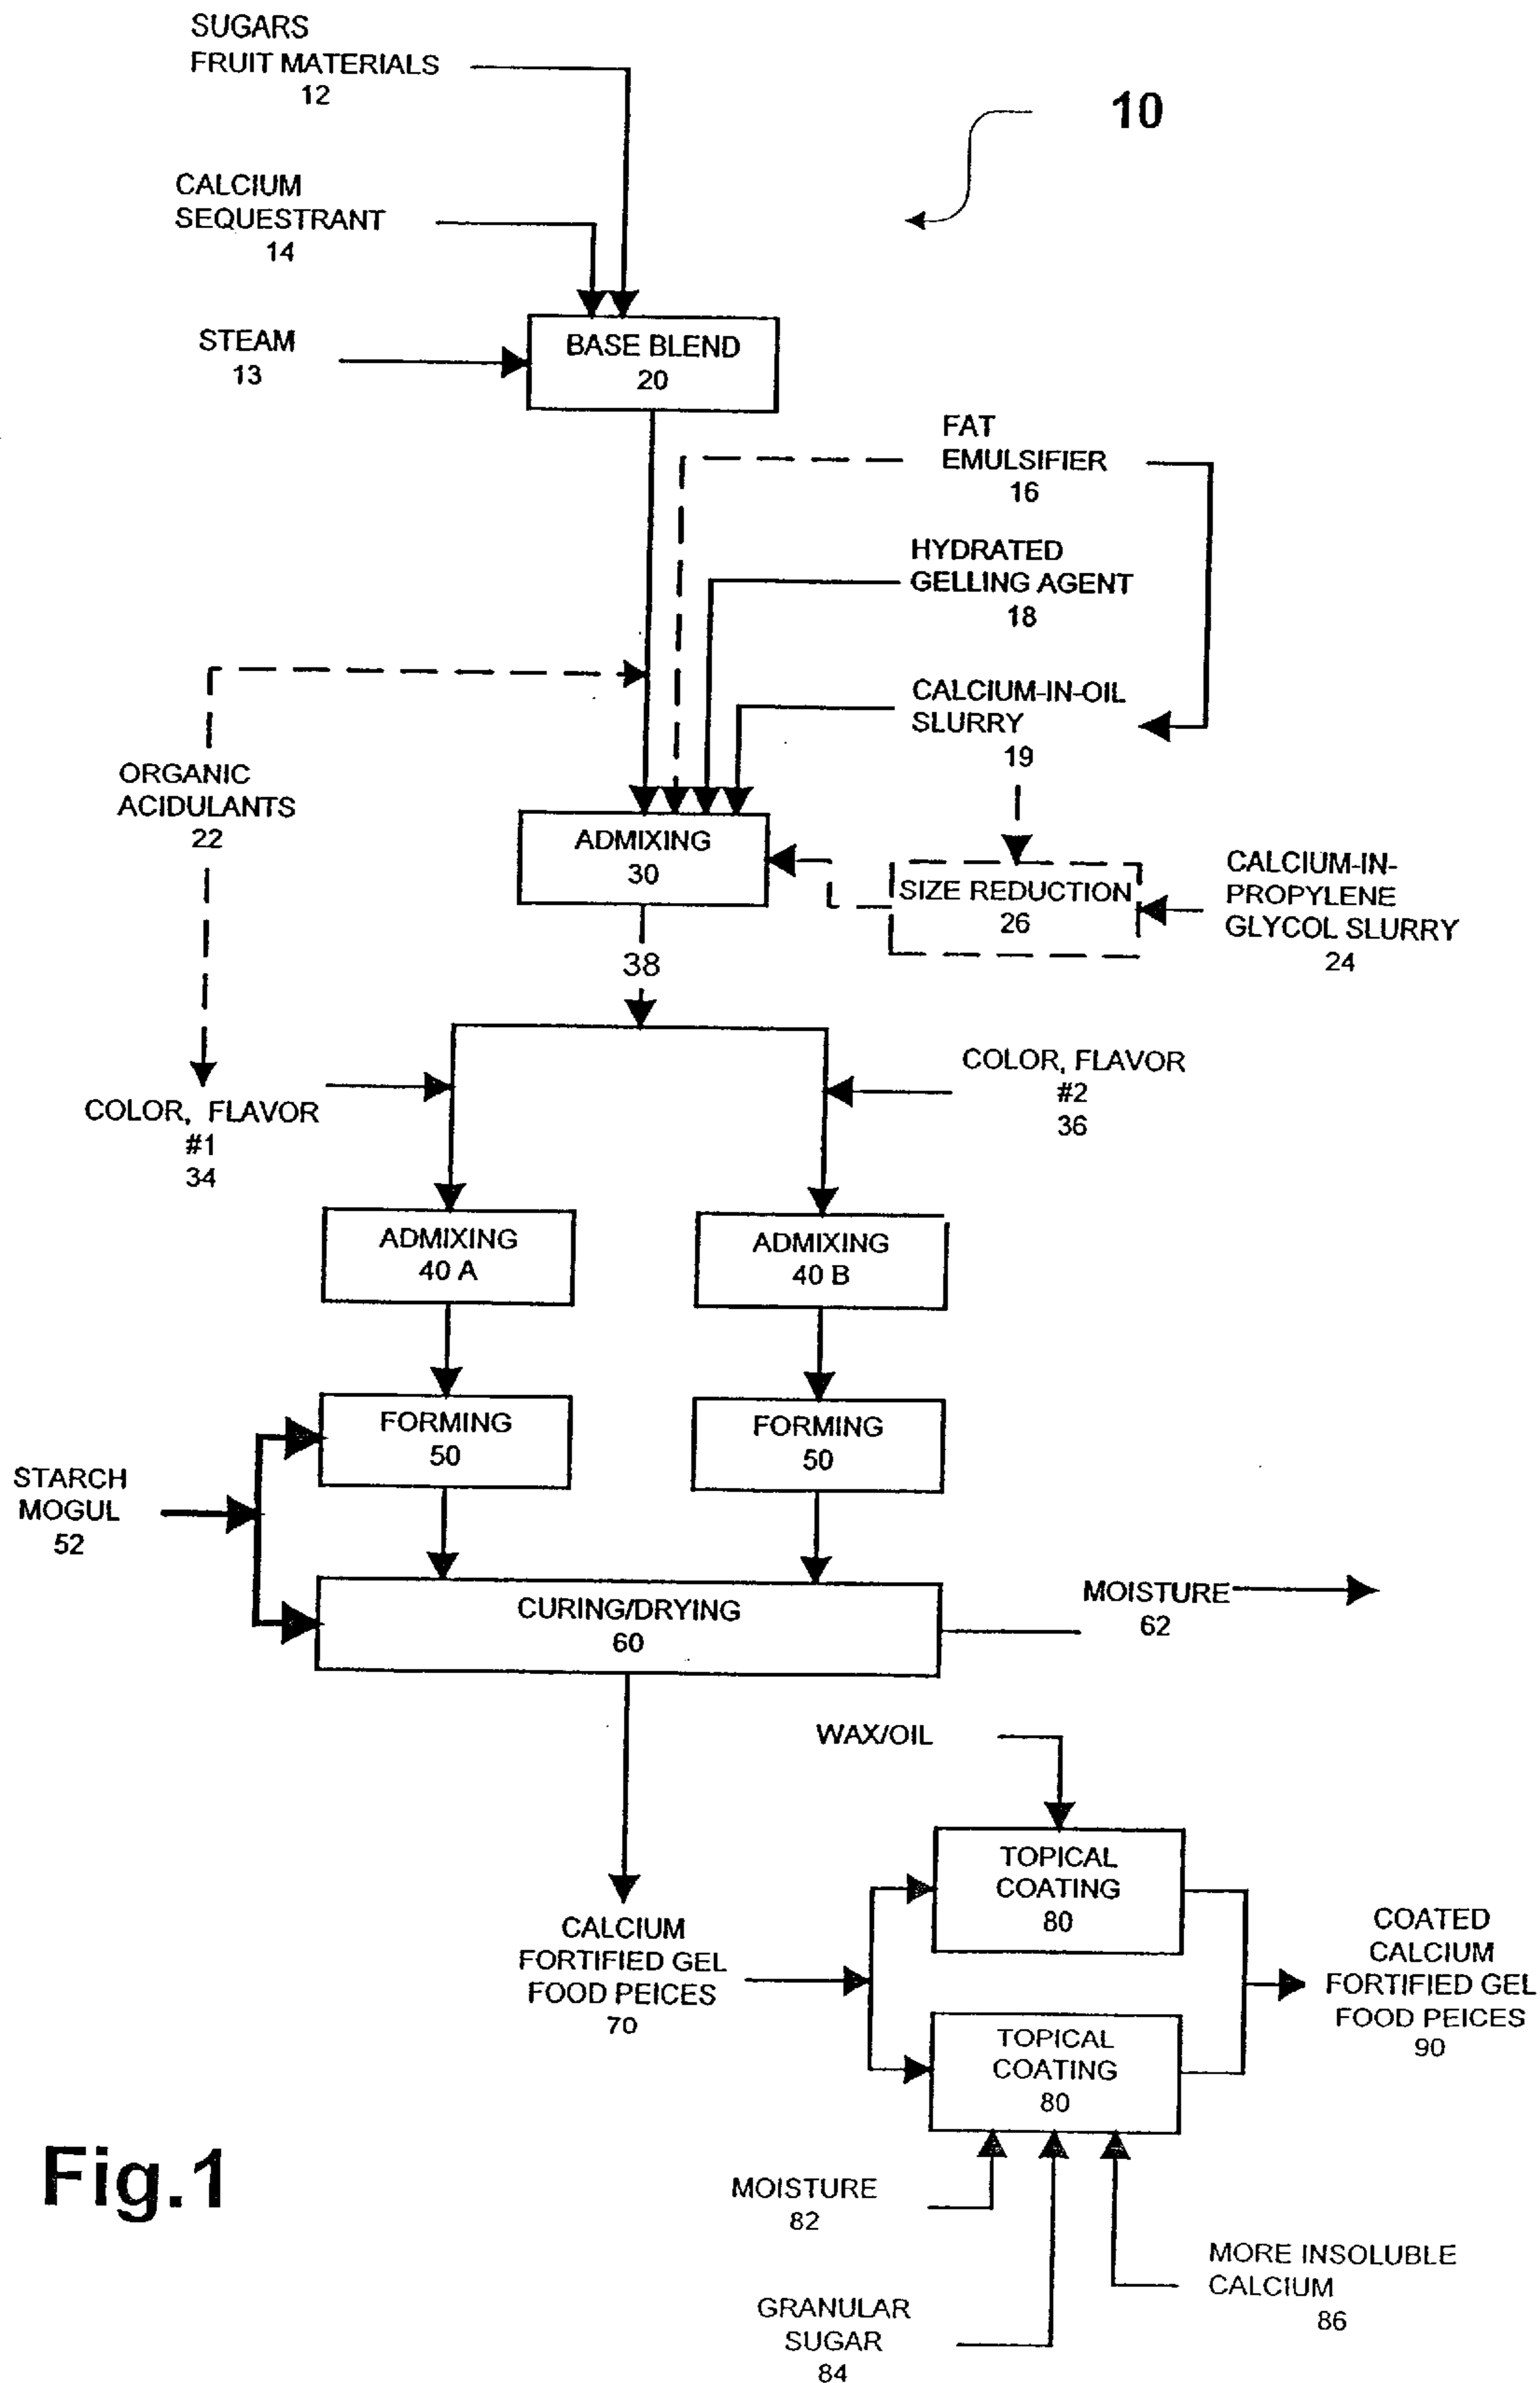 SUGARS
FRUIT MATERIALS
12
10
CALCIUM
SEQUESTRANT
14
STEAM
13
BASE BLEND
20
FAT
EMULSIFIER
16
HYDRATED
GELLING AGENT
18
CALCIUM-IN-OIL
SLURRY
19
ORGANIC
ACIDULANTS
22
ADMIXING
30
SIZE REDUCTION
26
CALCIUM-IN-
PROPYLENE
GLYCOL SLURRY
24
38
COLOR, FLAVOR
#1
34
COLOR, FLAVOR
#2
36
ADMIXING
40 A
ADMIXING
40 B
FORMING
50
FORMING
50
STARCH
MOGUL
52
CURING/DRYING
60
MOISTURE
62
WAX/OIL
TOPICAL
COATING
80
CALCIUM
FORTIFIED GEL
FOOD PEICES
70
COATED
CALCIUM
FORTIFIED GEL
FOOD PEICES
90
TOPICAL
COATING
80
MOISTURE
82
GRANULAR
SUGAR
84
MORE INSOLUBLE
CALCIUM
86
Fig.1